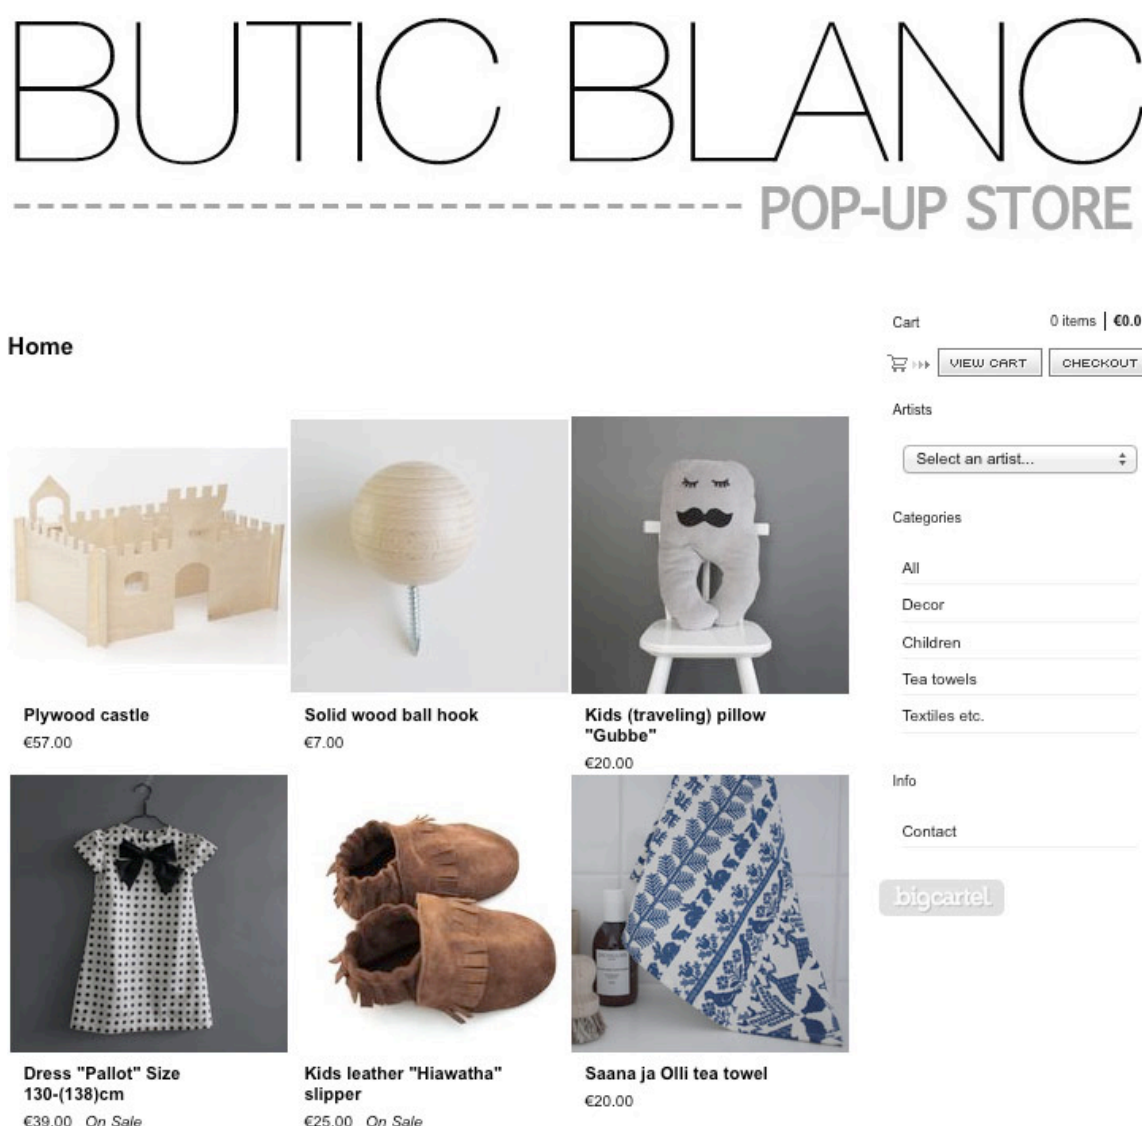 BUTIC BLANC
POP-UP STORE
Home
Cart
0 items | €0.0
VIEW CART
CHECKOUT
Artists
Select an artist...
Categories
All
Decor
Children
Tea towels
Textiles etc.
Info
Contact
bigcartel
Plywood castle
€57.00
Solid wood ball hook
€7.00
Kids (traveling) pillow
"Gubbe"
€20.00
Dress "Pallot" Size
130-(138)cm
€39.00 On Sale
Kids leather "Hiawatha"
slipper
€25.00 On Sale
Saana ja Olli tea towel
€20.00